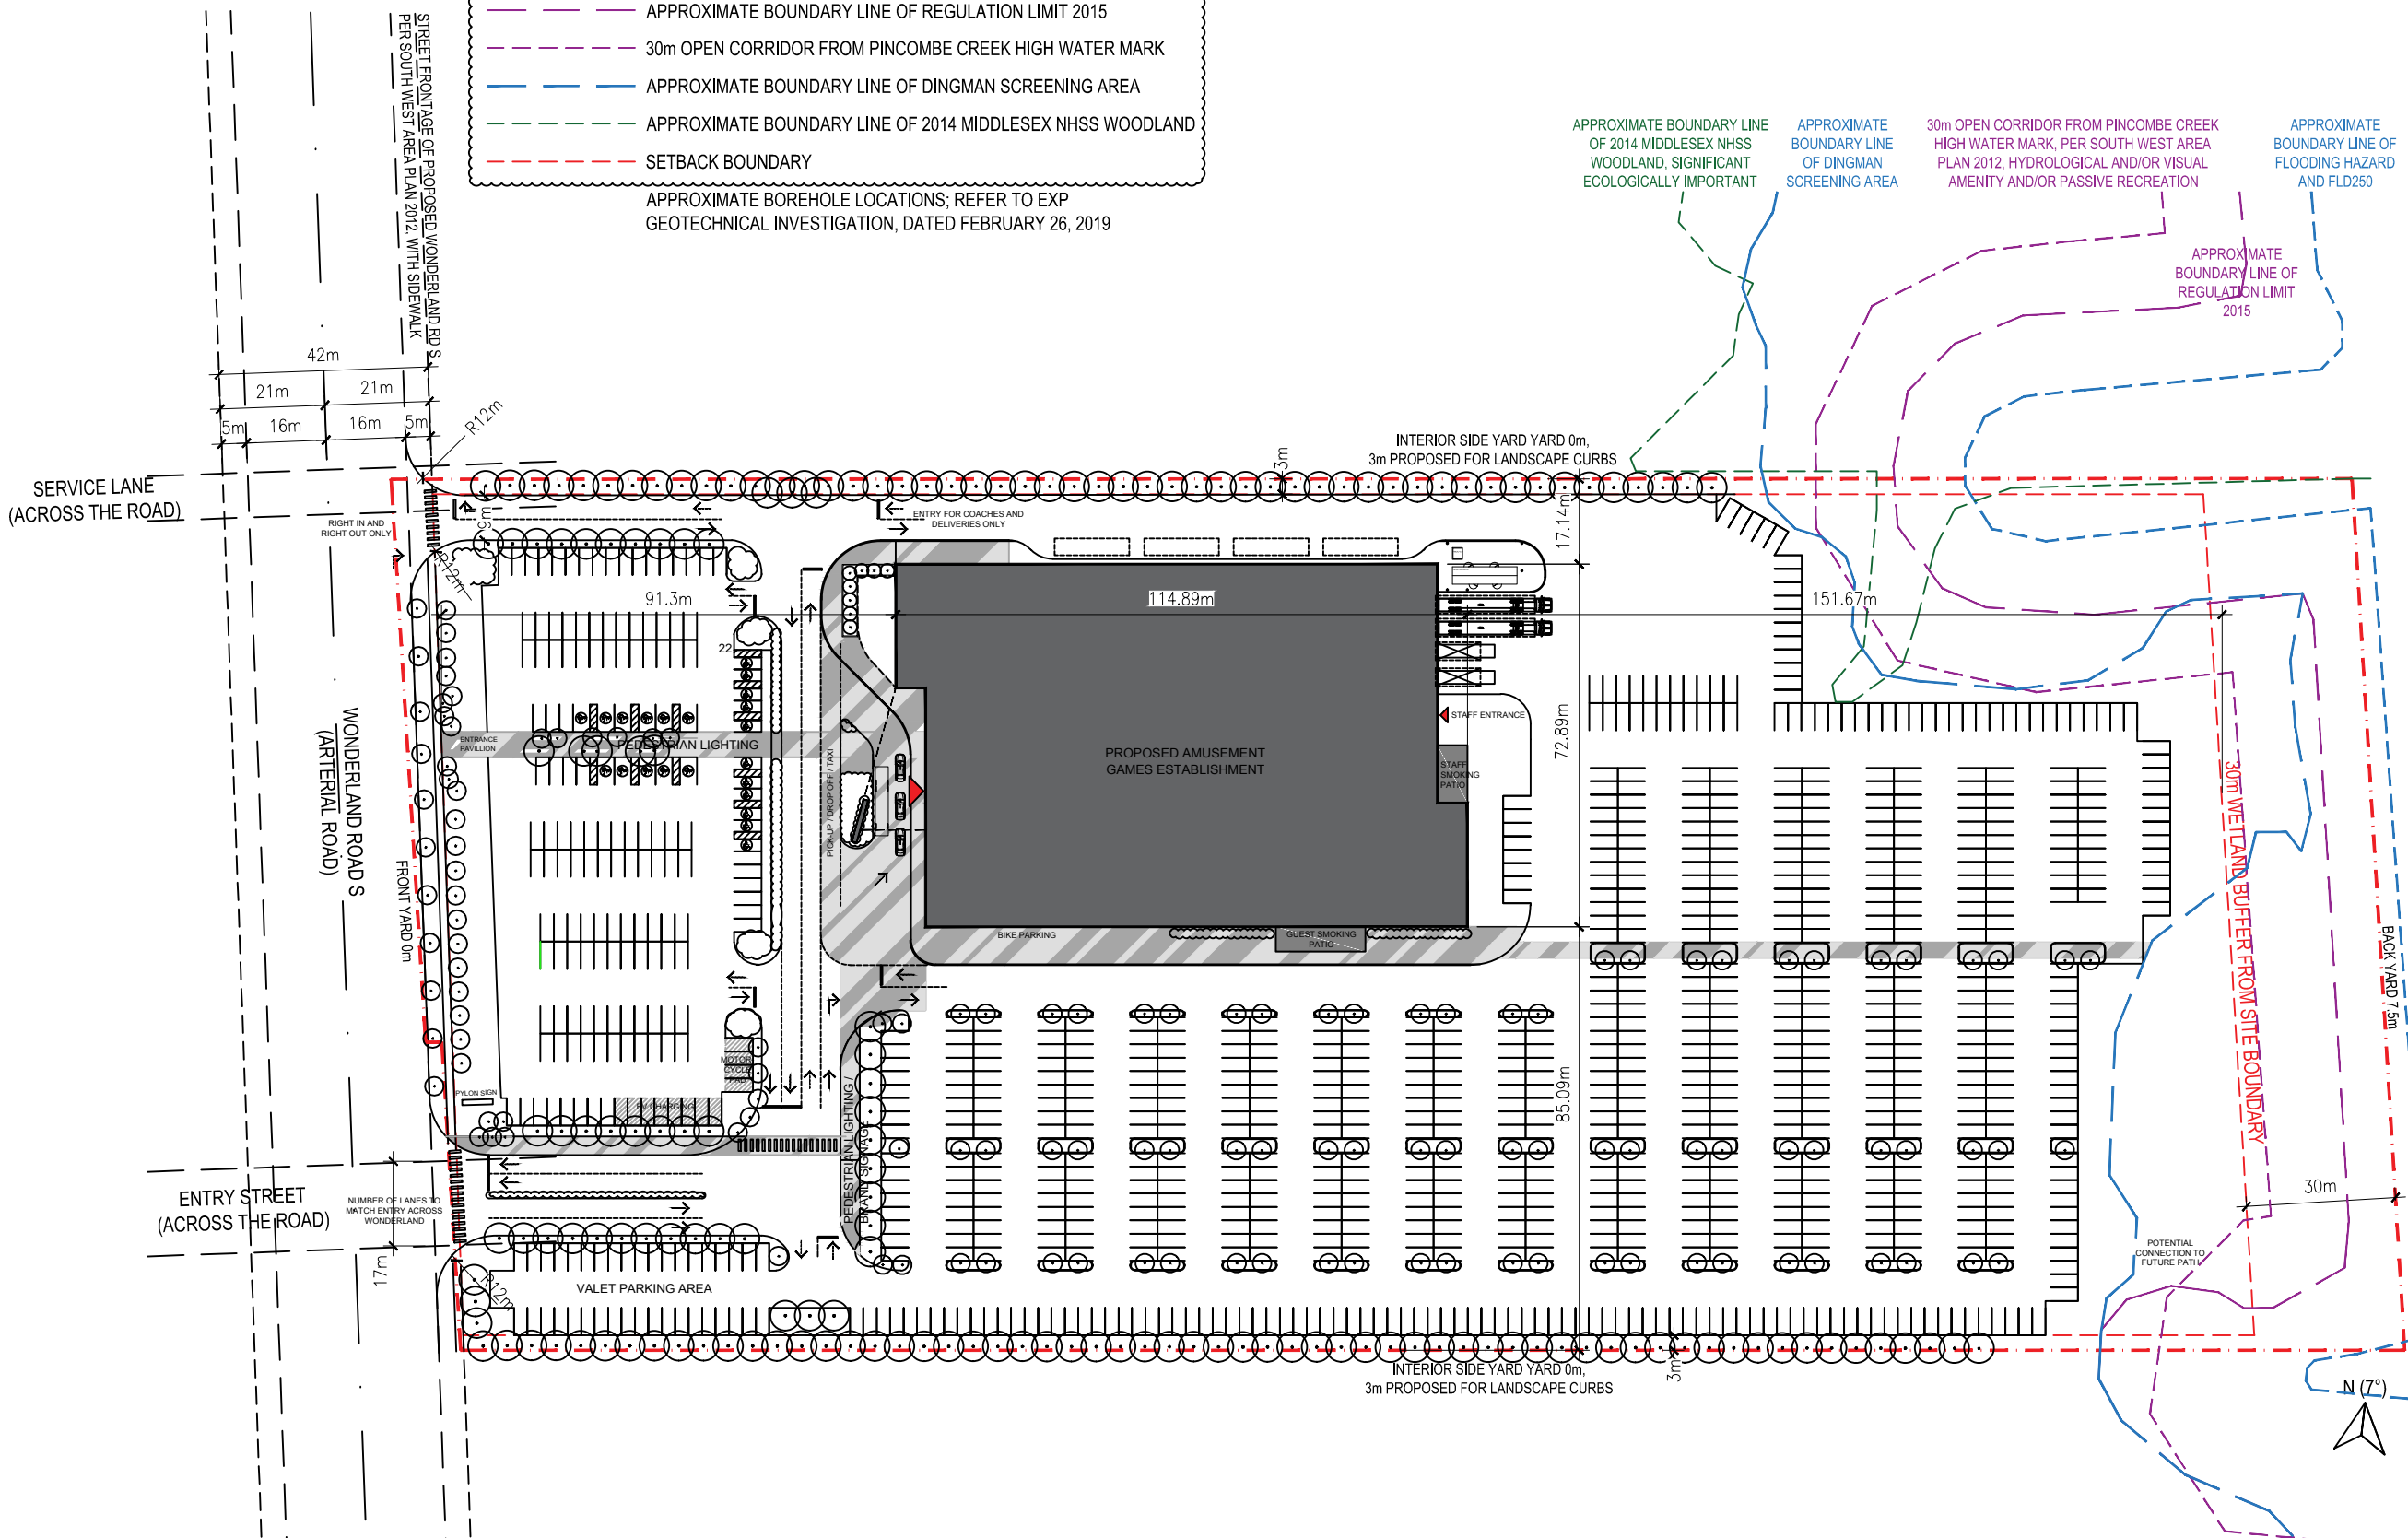 APPROXIMATE BOUNDARY LINE OF REGULATION LIMIT 2015
30m OPEN CORRIDOR FROM PINCOMBE CREEK HIGH WATER MARK
APPROXIMATE BOUNDARY LINE OF DINGMAN SCREENING AREA
APPROXIMATE BOUNDARY LINE OF 2014 MIDDLESEX NHSS WOODLAND
SETBACK BOUNDARY
APPROXIMATE BOREHOLE LOCATIONS; REFER TO EXP
GEOTECHNICAL INVESTIGATION, DATED FEBRUARY 26, 2019
STREET FRONTAGE OF PROPOSED WONDERLAND RD S
PER SOUTH WEST AREA PLAN 2012, WITH SIDEWALK
APPROXIMATE BOUNDARY LINE
OF 2014 MIDDLESEX NHSS
WOODLAND, SIGNIFICANT
ECOLOGICALLY IMPORTANT
APPROXIMATE
BOUNDARY LINE
OF DINGMAN
SCREENING AREA
30m OPEN CORRIDOR FROM PINCOMBE CREEK
HIGH WATER MARK, PER SOUTH WEST AREA
PLAN 2012, HYDROLOGICAL AND/OR VISUAL
AMENITY AND/OR PASSIVE RECREATION
APPROXIMATE
BOUNDARY LINE OF
FLOODING HAZARD
AND FLD250
APPROXIMATE
BOUNDARY LINE OF
REGULATION LIMIT
2015
42m
21m
21m
5m
16m
16m
5m
R12m
SERVICE LANE
(ACROSS THE ROAD)
RIGHT IN AND
RIGHT OUT ONLY
9m
R12m
ENTRY FOR COACHES AND
DELIVERIES ONLY
INTERIOR SIDE YARD YARD 0m,
3m PROPOSED FOR LANDSCAPE CURBS
3m
17.14m
91.3m
114.89m
151.67m
22
ENTRANCE
PAVILLION
PEDESTRIAN LIGHTING
PICK-UP / DROP OFF / TAXI
PROPOSED AMUSEMENT
GAMES ESTABLISHMENT
STAFF ENTRANCE
STAFF
SMOKING
PATIO
72.89m
WONDERLAND ROAD S
(ARTERIAL ROAD)
FRONT YARD 0m
BIKE PARKING
GUEST SMOKING
PATIO
30m WETLAND BUFFER FROM SITE BOUNDARY
BACK YARD 7.5m
MOTOR
CYCLE
PAD
PYLON SIGN
EV CHARGING
PEDESTRIAN LIGHTING /
BRAND SIGNAGE
85.09m
ENTRY STREET
(ACROSS THE ROAD)
NUMBER OF LANES TO
MATCH ENTRY ACROSS
WONDERLAND
17m
R12m
VALET PARKING AREA
30m
POTENTIAL
CONNECTION TO
FUTURE PATH
INTERIOR SIDE YARD YARD 0m,
3m PROPOSED FOR LANDSCAPE CURBS
3m
N (7°)